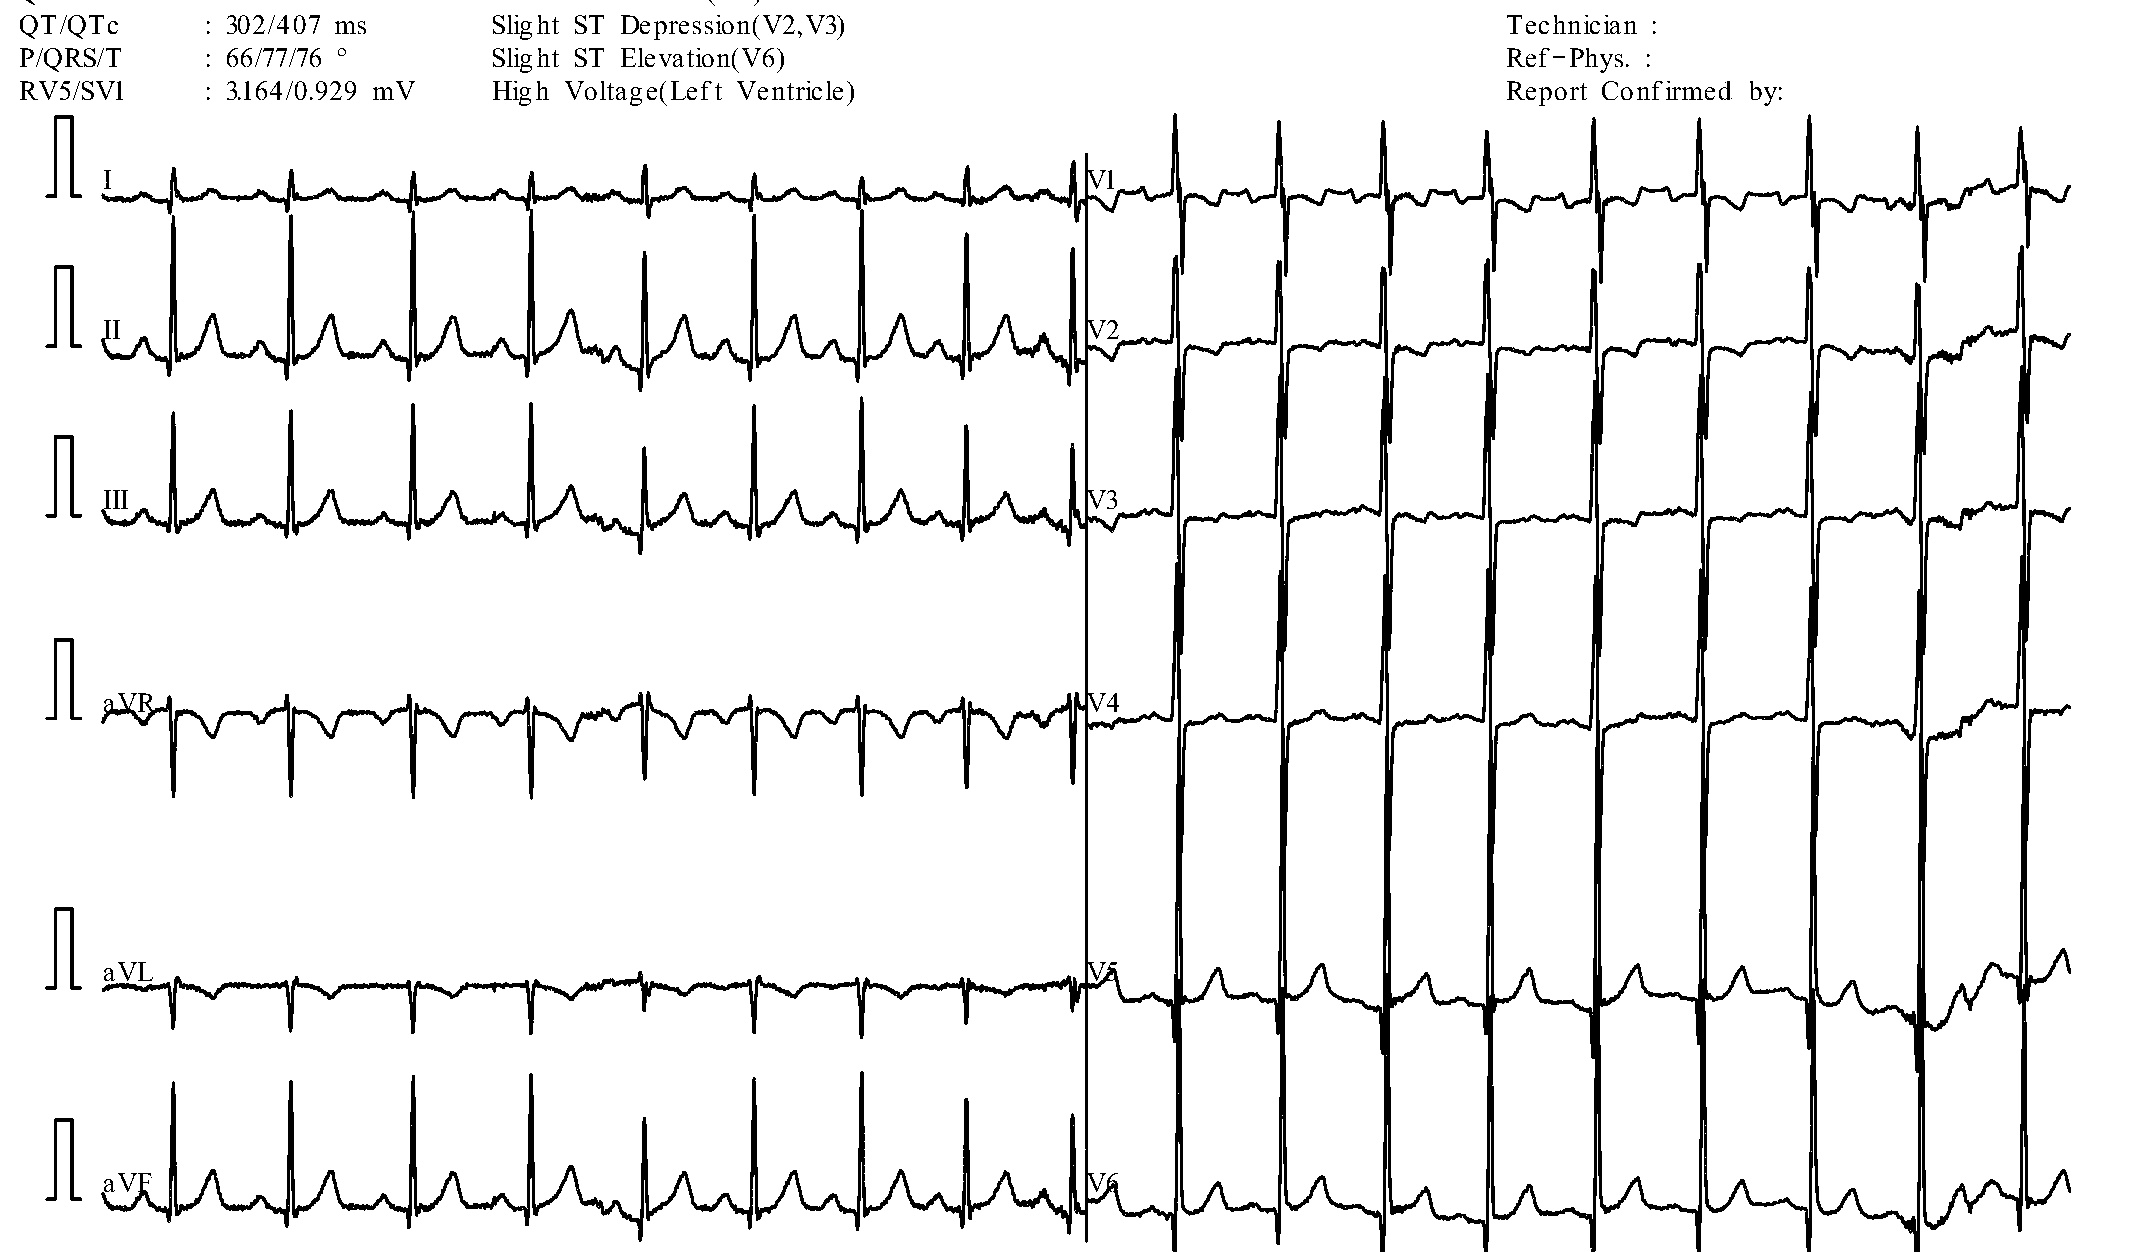 QT/QTc : 302/407 ms Slight ST Depression(V2,V3) Technician :
P/QRS/T : 66/77/76 ° Slight ST Elevation(V6) Ref-Phys. :
RV5/SV1 : 3.164/0.929 mV High Voltage(Left Ventricle) Report Confirmed by:
I V1
II V2
III V3
aVR V4
aVL V5
aVF V6